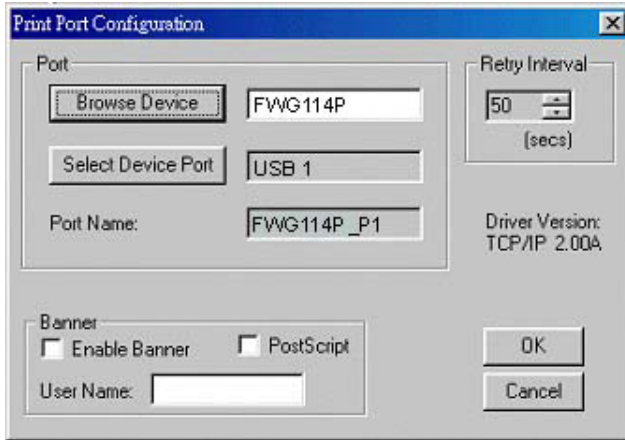 Print Port Configuration
Port
Browse Device
FWG114P
Select Device Port
USB 1
Port Name:
FWG114P _P1
Retry Interval
50
(secs)
Driver Version:
TCP/IP 2.00A
Banner
Enable Banner
PostScript
User Name:
OK
Cancel